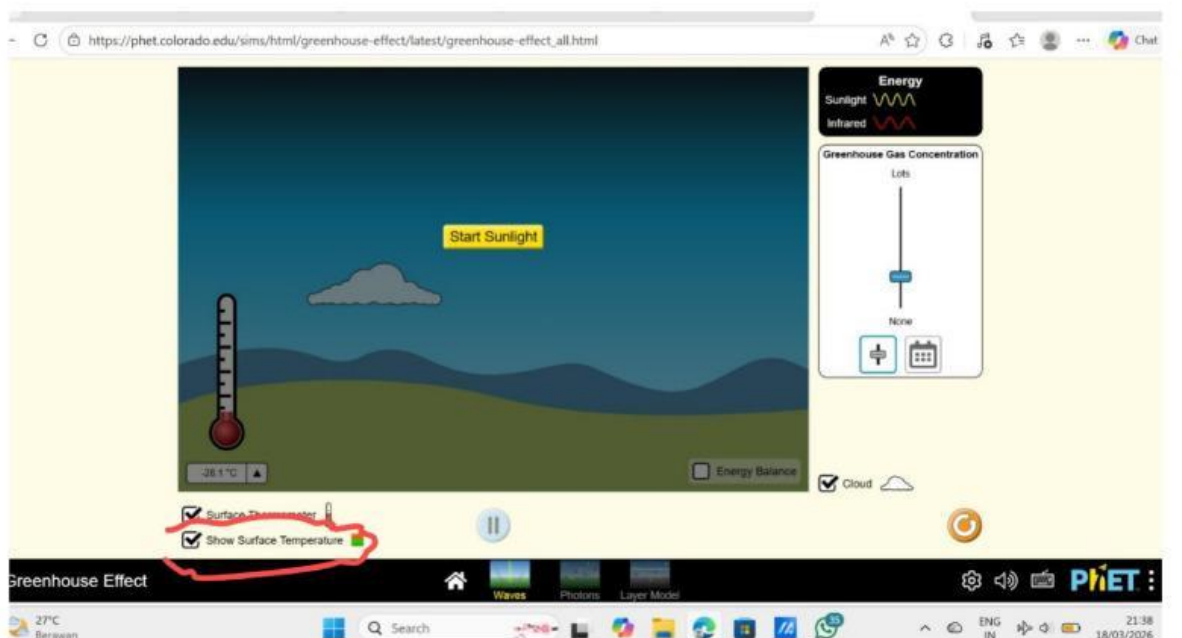 https://phet.colorado.edu/sims/html/greenhouse-effect/latest/greenhouse-effect_all.html
Chat
Energy
Sunlight
Infrared
Greenhouse Gas Concentration
Lots
None
Start Sunlight
-28.1 °C
Energy Balance
Cloud
Surface Thermometer
Show Surface Temperature
Greenhouse Effect
Waves
Photons
Layer Model
PhET
27°C
Berawan
Search
35
ENG
IN
21:38
18/03/2026